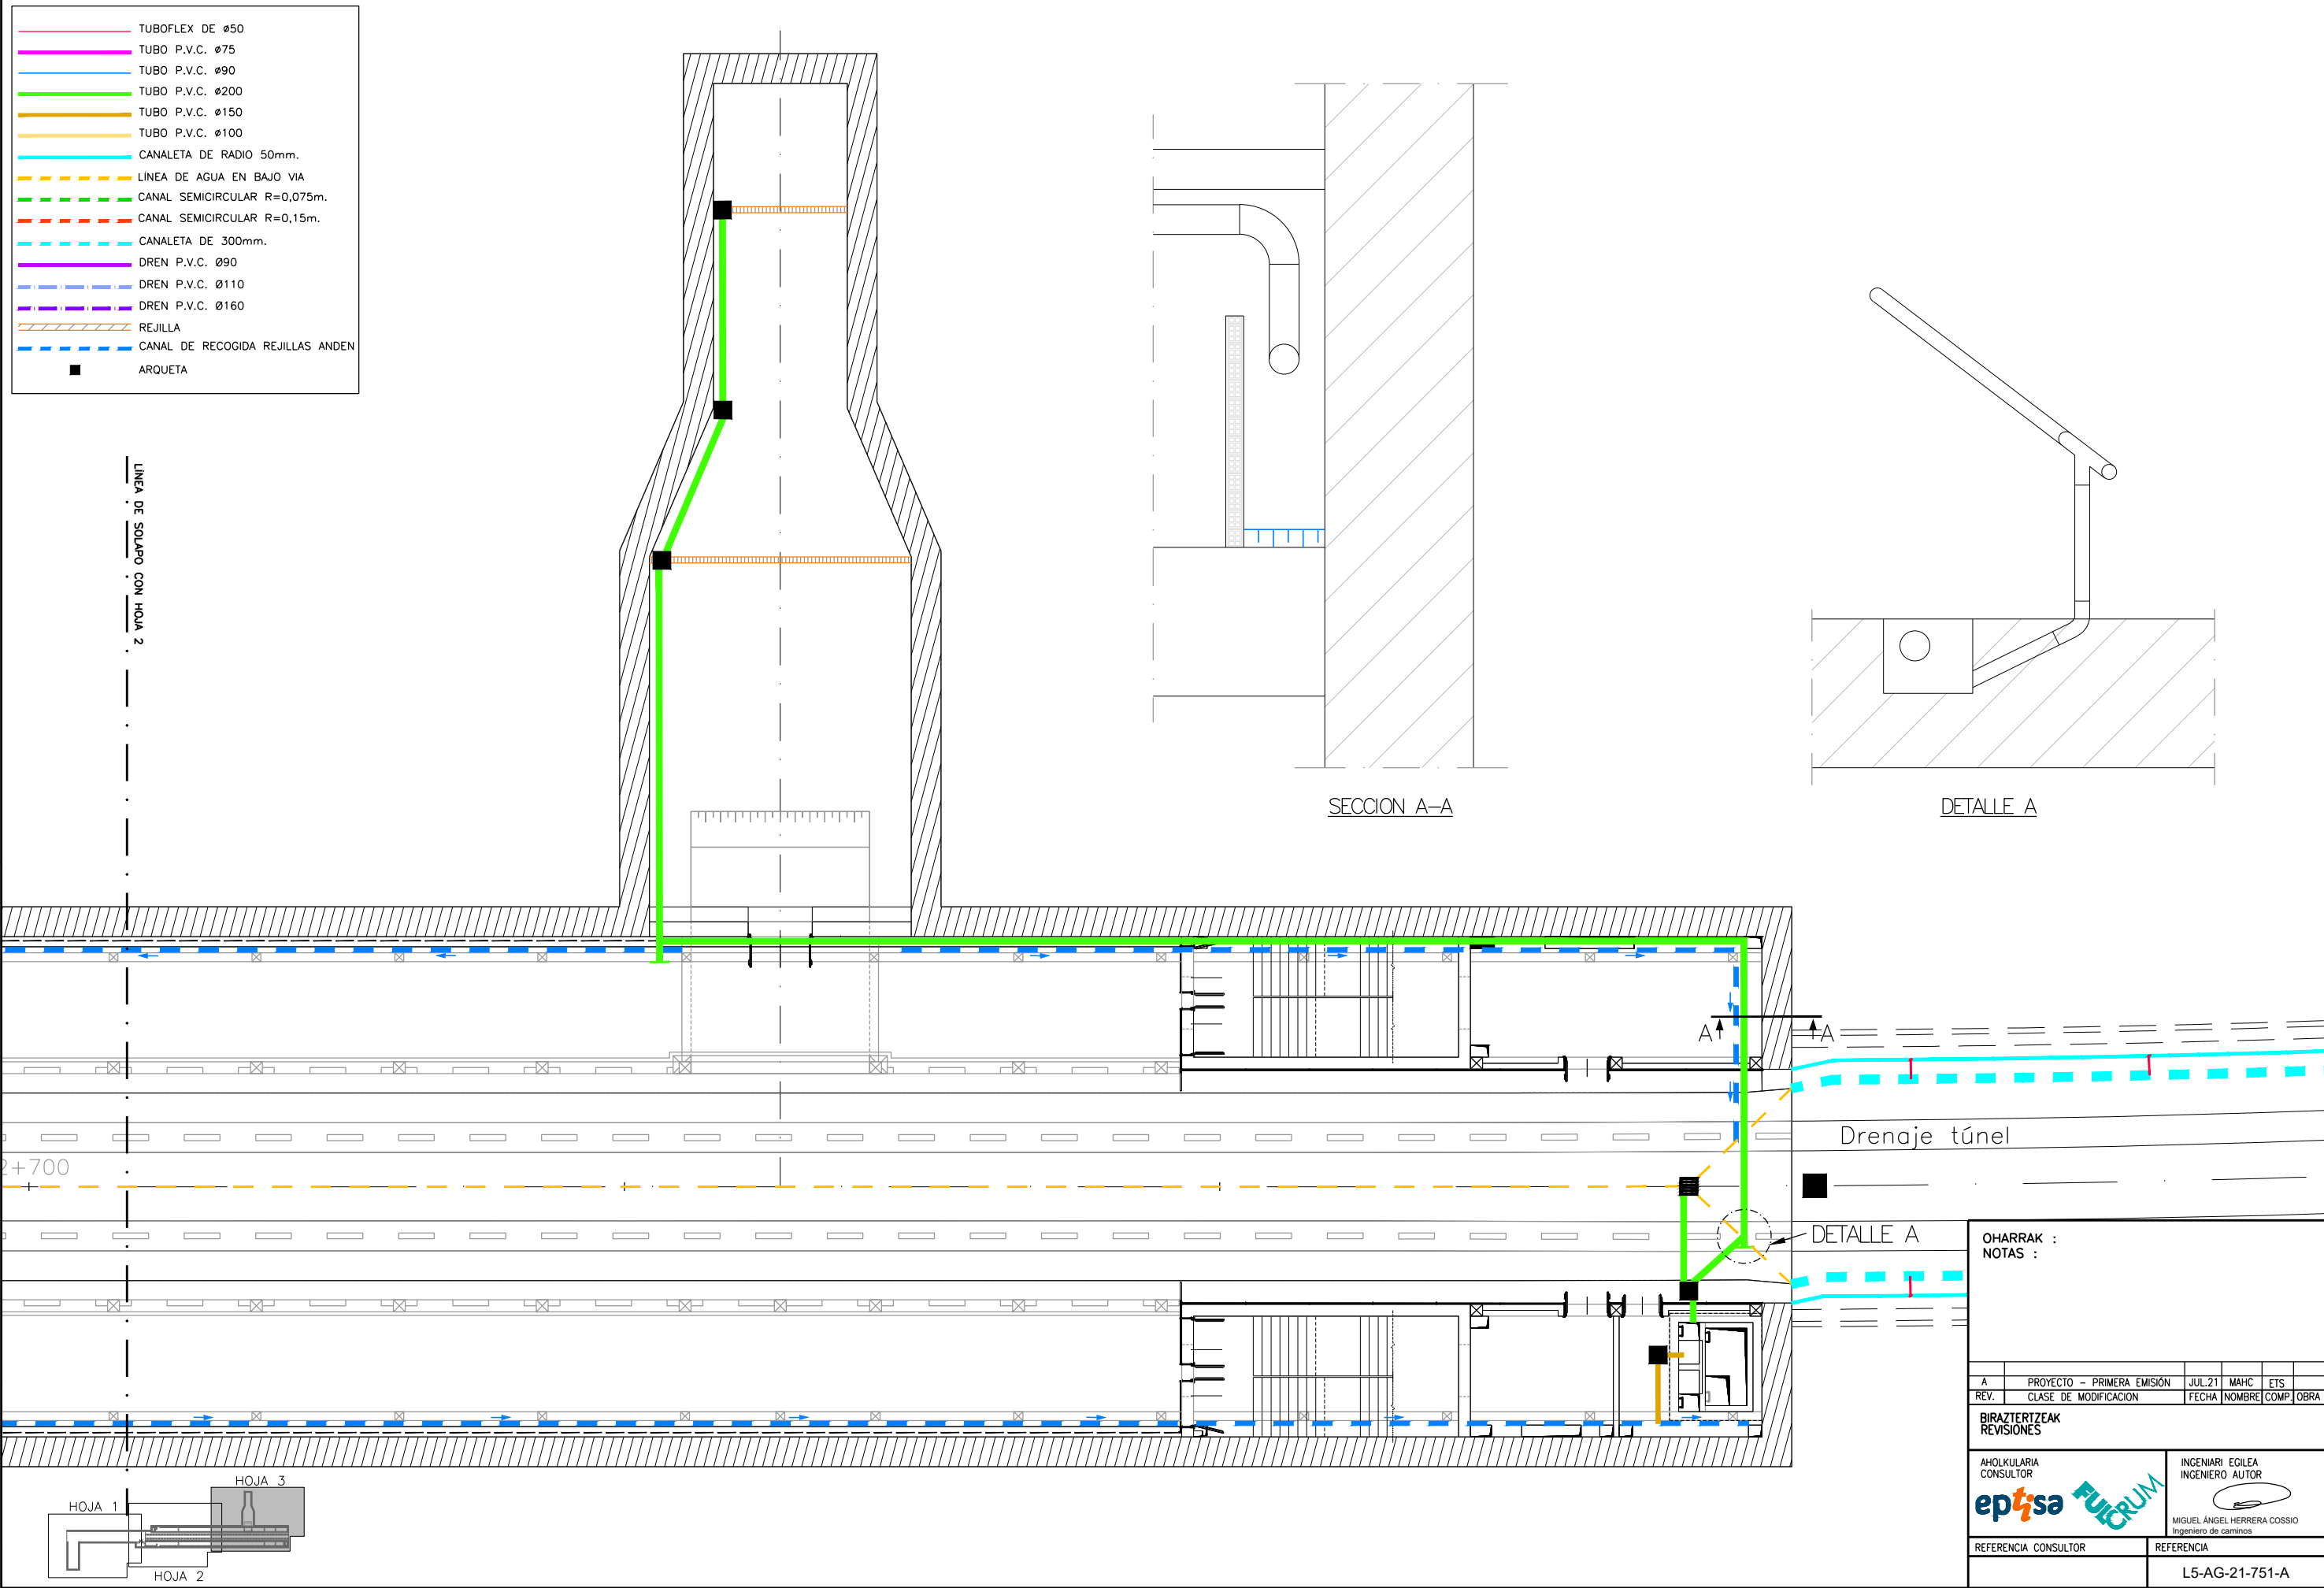 TUBOFLEX DE ø50
TUBO P.V.C. ø75
TUBO P.V.C. ø90
TUBO P.V.C. ø200
TUBO P.V.C. ø150
TUBO P.V.C. ø100
CANALETA DE RADIO 50mm.
LÍNEA DE AGUA EN BAJO VIA
CANAL SEMICIRCULAR R=0,075m.
CANAL SEMICIRCULAR R=0,15m.
CANALETA DE 300mm.
DREN P.V.C. Ø90
DREN P.V.C. Ø110
DREN P.V.C. Ø160
REJILLA
CANAL DE RECOGIDA REJILLAS ANDEN
ARQUETA
LÍNEA DE SOLAPO CON HOJA 2
SECCION A-A
DETALLE A
A A
Drenaje túnel
2+700
DETALLE A
OHARRAK :
NOTAS :
A PROYECTO - PRIMERA EMISIÓN JUL.21 MAHC ETS
REV. CLASE DE MODIFICACION FECHA NOMBRE COMP. OBRA
BIRAZTERTZEAK
REVISIONES
AHOLKULARIA
CONSULTOR
eptisa FULCRUM
INGENIARI EGILEA
INGENIERO AUTOR
MIGUEL ÁNGEL HERRERA COSSIO
Ingeniero de caminos
REFERENCIA CONSULTOR
REFERENCIA
L5-AG-21-751-A
HOJA 3
HOJA 1
HOJA 2